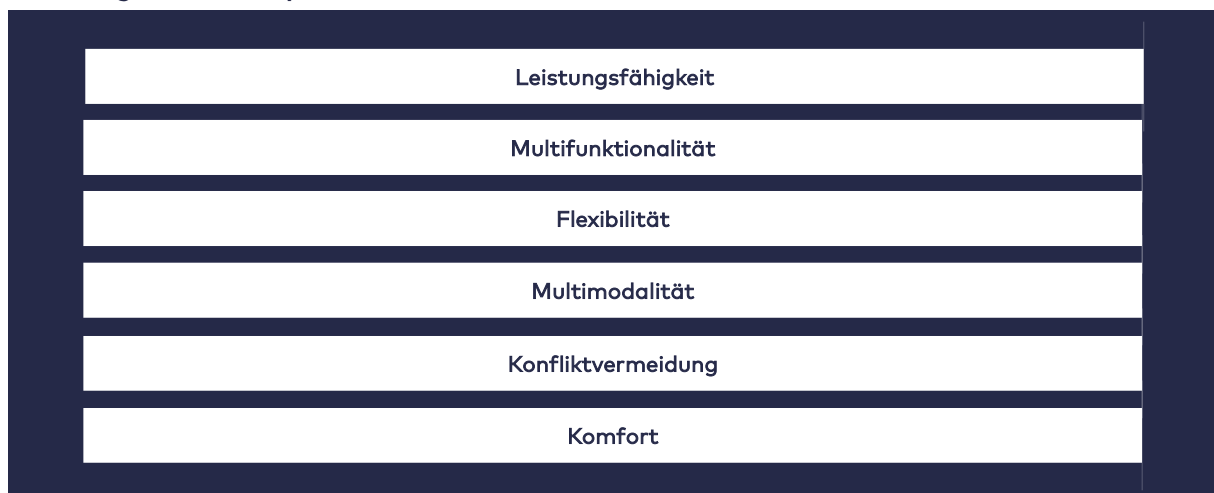 Leistungsfähigkeit
Multifunktionalität
Flexibilität
Multimodalität
Konfliktvermeidung
Komfort